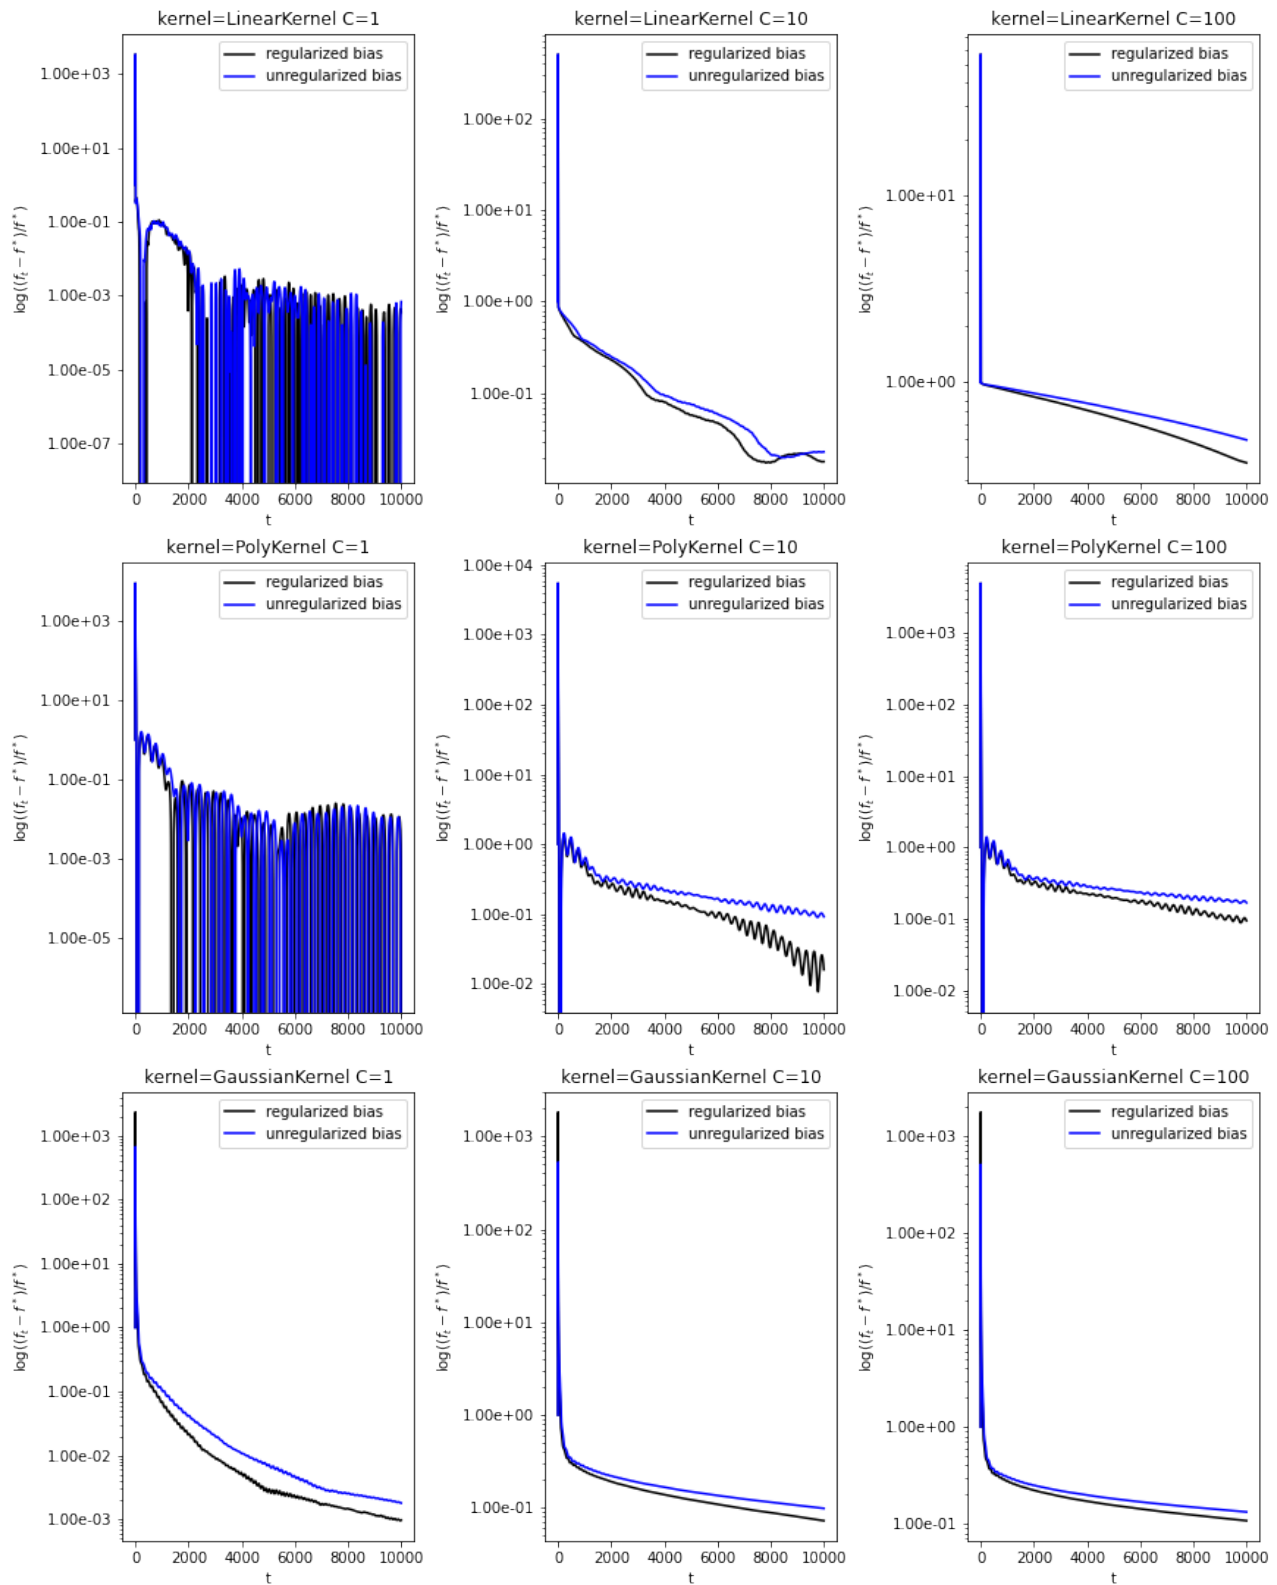 kernel=LinearKernel C=1
regularized bias
unregularized bias
1.00e+03
1.00e+01
1.00e-01
1.00e-03
1.00e-05
1.00e-07
log((f_t − f*)/f*)
0 2000 4000 6000 8000 10000
t
kernel=LinearKernel C=10
regularized bias
unregularized bias
1.00e+02
1.00e+01
1.00e+00
1.00e-01
log((f_t − f*)/f*)
0 2000 4000 6000 8000 10000
t
kernel=LinearKernel C=100
regularized bias
unregularized bias
1.00e+01
1.00e+00
log((f_t − f*)/f*)
0 2000 4000 6000 8000 10000
t
kernel=PolyKernel C=1
regularized bias
unregularized bias
1.00e+03
1.00e+01
1.00e-01
1.00e-03
1.00e-05
log((f_t − f*)/f*)
0 2000 4000 6000 8000 10000
t
kernel=PolyKernel C=10
regularized bias
unregularized bias
1.00e+04
1.00e+03
1.00e+02
1.00e+01
1.00e+00
1.00e-01
1.00e-02
log((f_t − f*)/f*)
0 2000 4000 6000 8000 10000
t
kernel=PolyKernel C=100
regularized bias
unregularized bias
1.00e+03
1.00e+02
1.00e+01
1.00e+00
1.00e-01
1.00e-02
log((f_t − f*)/f*)
0 2000 4000 6000 8000 10000
t
kernel=GaussianKernel C=1
regularized bias
unregularized bias
1.00e+03
1.00e+02
1.00e+01
1.00e+00
1.00e-01
1.00e-02
1.00e-03
log((f_t − f*)/f*)
0 2000 4000 6000 8000 10000
t
kernel=GaussianKernel C=10
regularized bias
unregularized bias
1.00e+03
1.00e+02
1.00e+01
1.00e+00
1.00e-01
log((f_t − f*)/f*)
0 2000 4000 6000 8000 10000
t
kernel=GaussianKernel C=100
regularized bias
unregularized bias
1.00e+03
1.00e+02
1.00e+01
1.00e+00
1.00e-01
log((f_t − f*)/f*)
0 2000 4000 6000 8000 10000
t